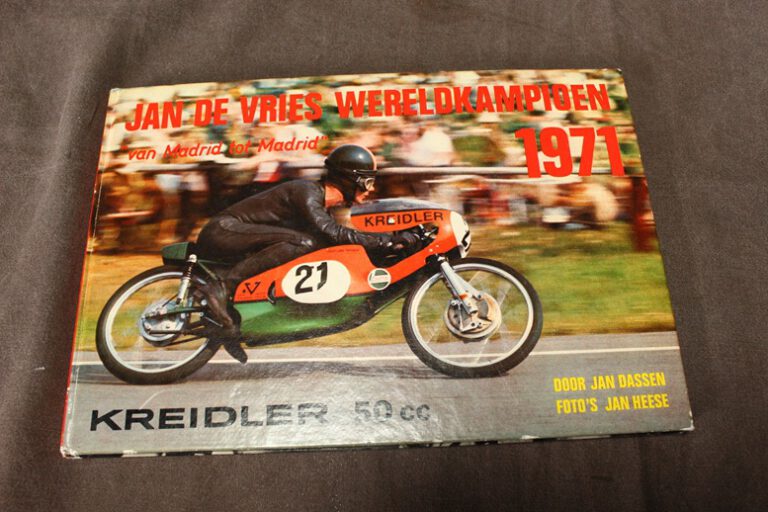 JAN DE VRIES WERELDKAMPIOEN
1971
"van Madrid tot Madrid"
KREIDLER
21
V
DOOR JAN DASSEN
FOTO'S JAN HEESE
KREIDLER 50 cc